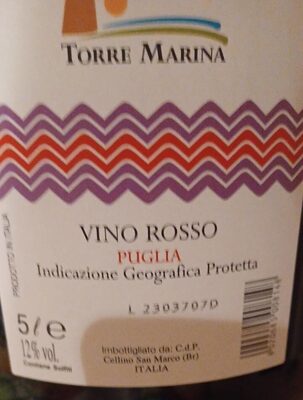 TORRE MARINA
VINO ROSSO
PUGLIA
Indicazione Geografica Protetta
PRODOTTO IN ITALIA
L 2303707D
5 l e
12% vol.
Contiene Solfiti
Imbottigliato da: C.d.P.
Cellino San Marco (Br)
ITALIA